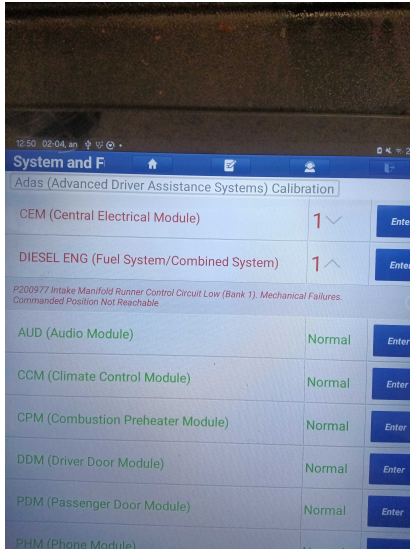 12:50 02-04, an
System and F
Adas (Advanced Driver Assistance Systems) Calibration
CEM (Central Electrical Module) 1 Ente
DIESEL ENG (Fuel System/Combined System) 1 Ente
P200977 Intake Manifold Runner Control Circuit Low (Bank 1). Mechanical Failures.
Commanded Position Not Reachable
AUD (Audio Module) Normal Enter
CCM (Climate Control Module) Normal Enter
CPM (Combustion Preheater Module) Normal Enter
DDM (Driver Door Module) Normal Enter
PDM (Passenger Door Module) Normal Enter
PHM (Phone Module)